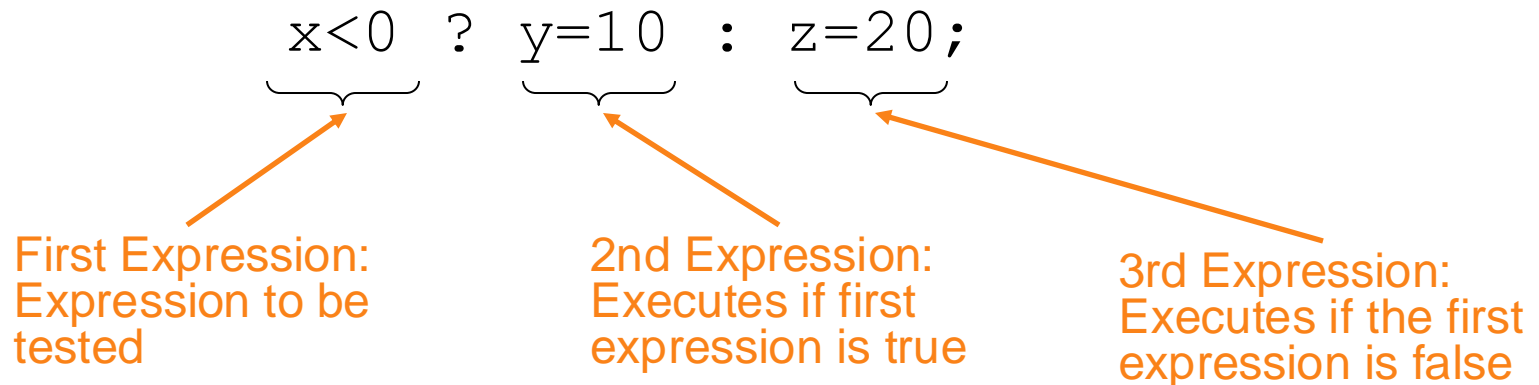 x<0 ? y=10 : z=20;
First Expression:
Expression to be
tested
2nd Expression:
Executes if first
expression is true
3rd Expression:
Executes if the first
expression is false